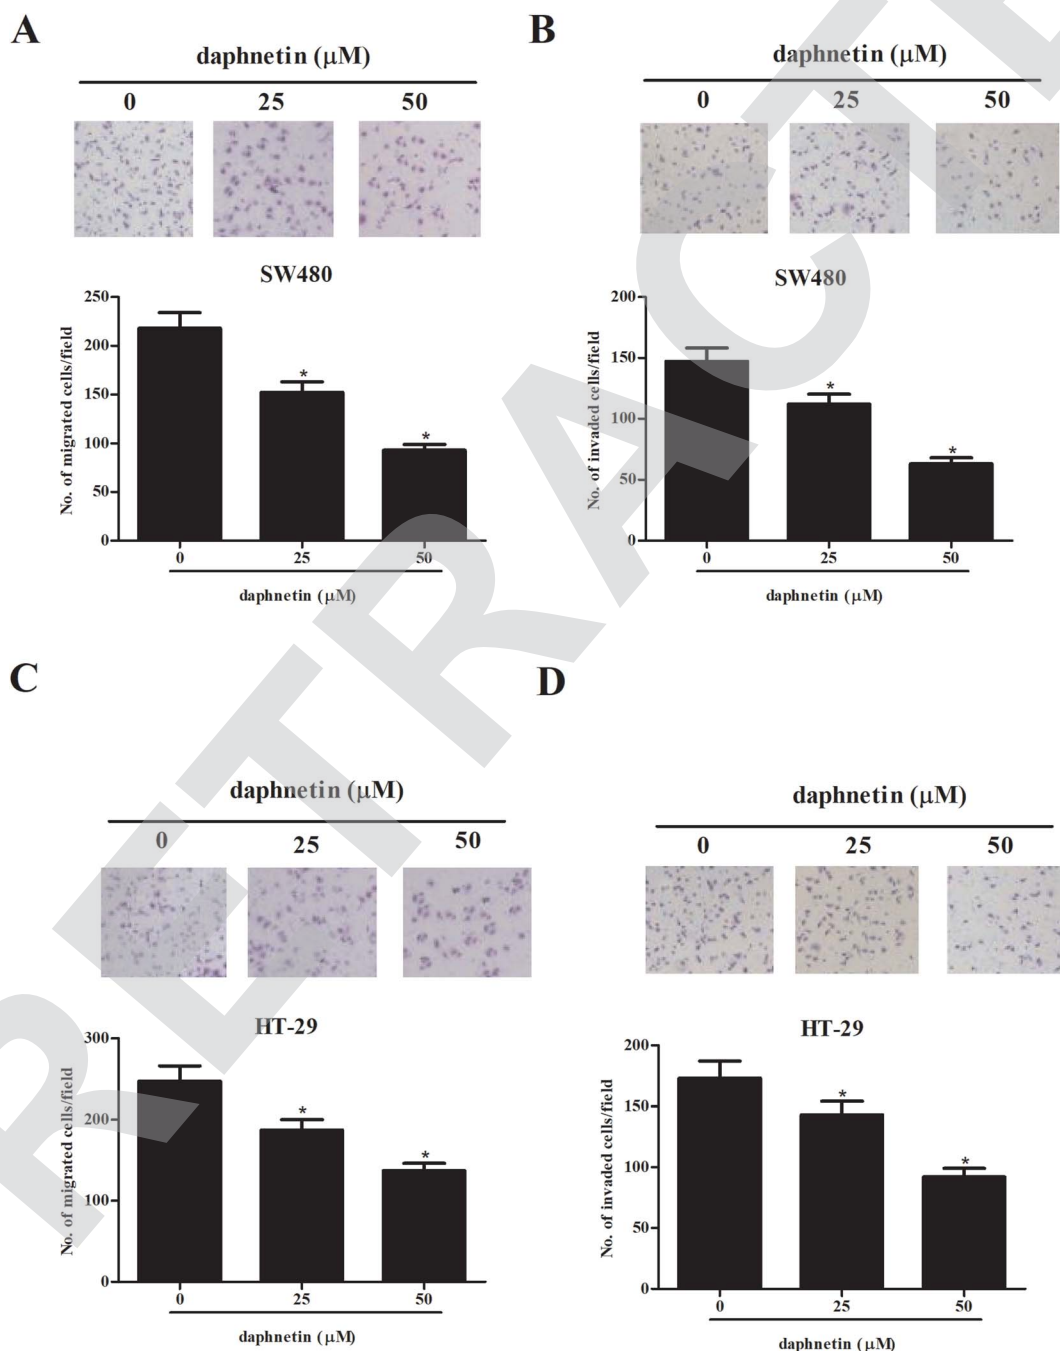 A
daphnetin (μM)
0 25 50
SW480
250
200
150
100
50
0
No. of migrated cells/field
* *
0 25 50
daphnetin (μM)
B
daphnetin (μM)
0 25 50
SW480
200
150
100
50
0
No. of invaded cells/field
* *
0 25 50
daphnetin (μM)
C
daphnetin (μM)
0 25 50
HT-29
300
200
100
0
No. of migrated cells/field
* *
0 25 50
daphnetin (μM)
D
daphnetin (μM)
0 25 50
HT-29
200
150
100
50
0
No. of invaded cells/field
* *
0 25 50
daphnetin (μM)
RETRACTE